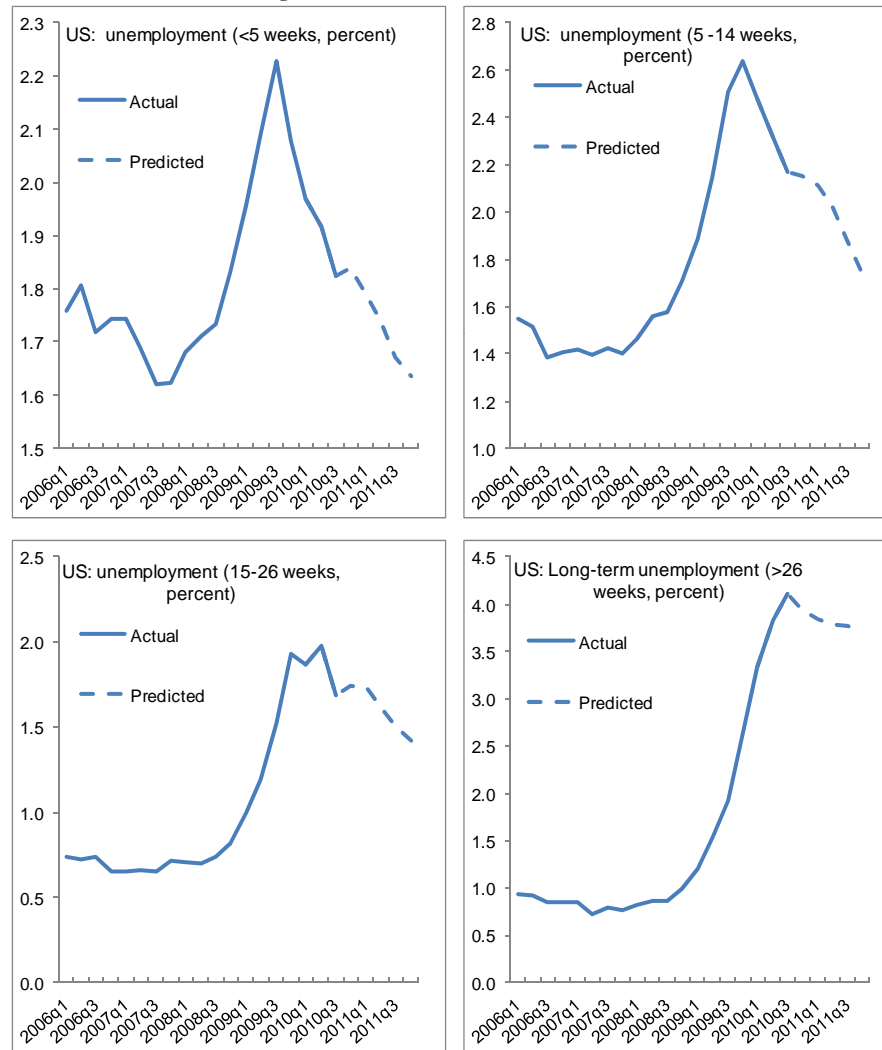 US: unemployment (<5 weeks, percent)
2.3
2.2
2.1
2.0
1.9
1.8
1.7
1.6
1.5
Actual
Predicted
2006q1
2006q3
2007q1
2007q3
2008q1
2008q3
2009q1
2009q3
2010q1
2010q3
2011q1
2011q3
US: unemployment (5 -14 weeks,
percent)
2.8
2.6
2.4
2.2
2.0
1.8
1.6
1.4
1.2
1.0
Actual
Predicted
2006q1
2006q3
2007q1
2007q3
2008q1
2008q3
2009q1
2009q3
2010q1
2010q3
2011q1
2011q3
US: unemployment (15-26 weeks,
percent)
2.5
2.0
1.5
1.0
0.5
0.0
Actual
Predicted
2006q1
2006q3
2007q1
2007q3
2008q1
2008q3
2009q1
2009q3
2010q1
2010q3
2011q1
2011q3
US: Long-term unemployment (>26
weeks, percent)
4.5
4.0
3.5
3.0
2.5
2.0
1.5
1.0
0.5
0.0
Actual
Predicted
2006q1
2006q3
2007q1
2007q3
2008q1
2008q3
2009q1
2009q3
2010q1
2010q3
2011q1
2011q3